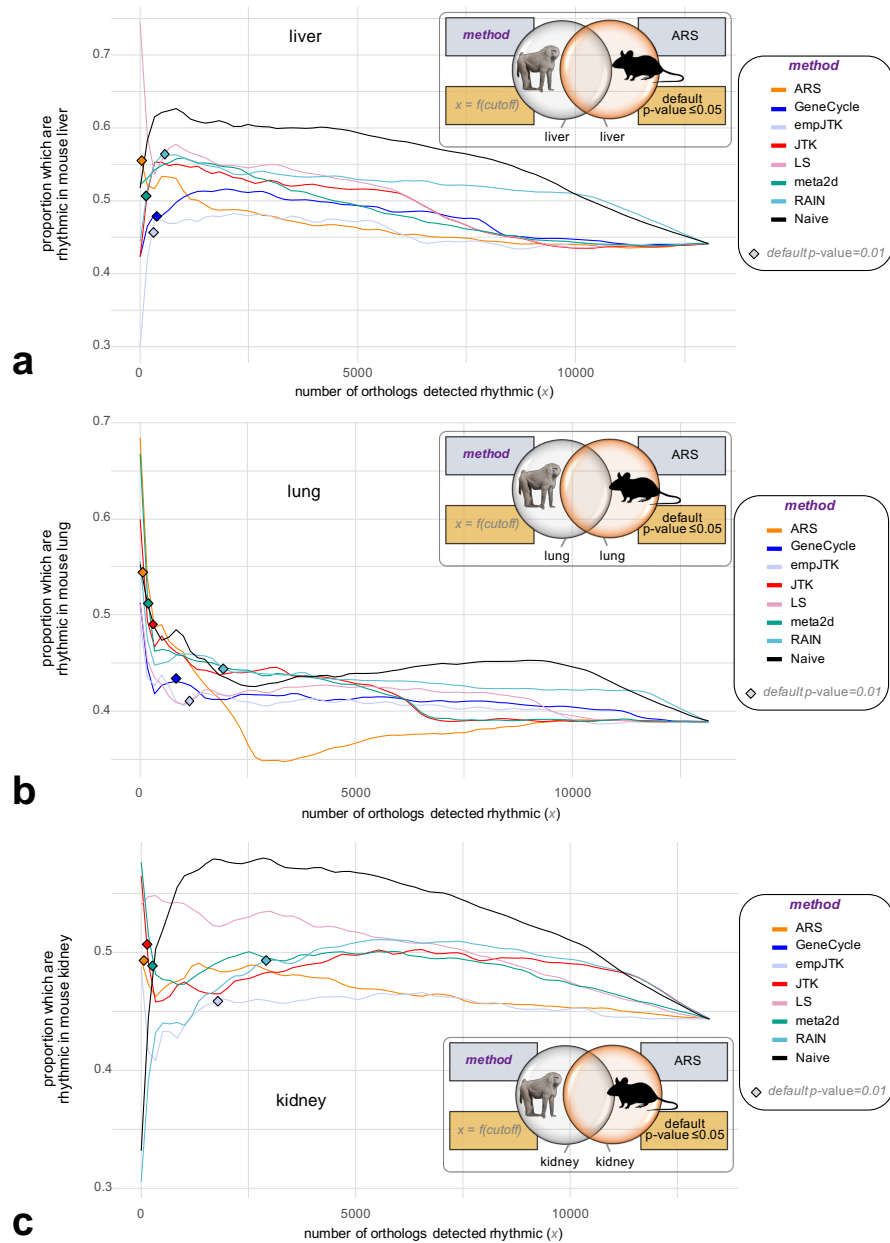 liver
method
ARS
x = f(cutoff)
default
p-value ≤0.05
liver
liver
0.7
0.6
0.5
0.4
0.3
proportion which are
rhythmic in mouse liver
0
5000
10000
number of orthologs detected rhythmic (x)
method
ARS
GeneCycle
empJTK
JTK
LS
meta2d
RAIN
Naive
default p-value=0.01
a
lung
method
ARS
x = f(cutoff)
default
p-value ≤0.05
lung
lung
0.7
0.6
0.5
0.4
proportion which are
rhythmic in mouse lung
0
5000
10000
number of orthologs detected rhythmic (x)
method
ARS
GeneCycle
empJTK
JTK
LS
meta2d
RAIN
Naive
default p-value=0.01
b
0.5
0.4
0.3
proportion which are
rhythmic in mouse kidney
kidney
method
ARS
x = f(cutoff)
default
p-value ≤0.05
kidney
kidney
0
5000
10000
number of orthologs detected rhythmic (x)
method
ARS
GeneCycle
empJTK
JTK
LS
meta2d
RAIN
Naive
default p-value=0.01
c